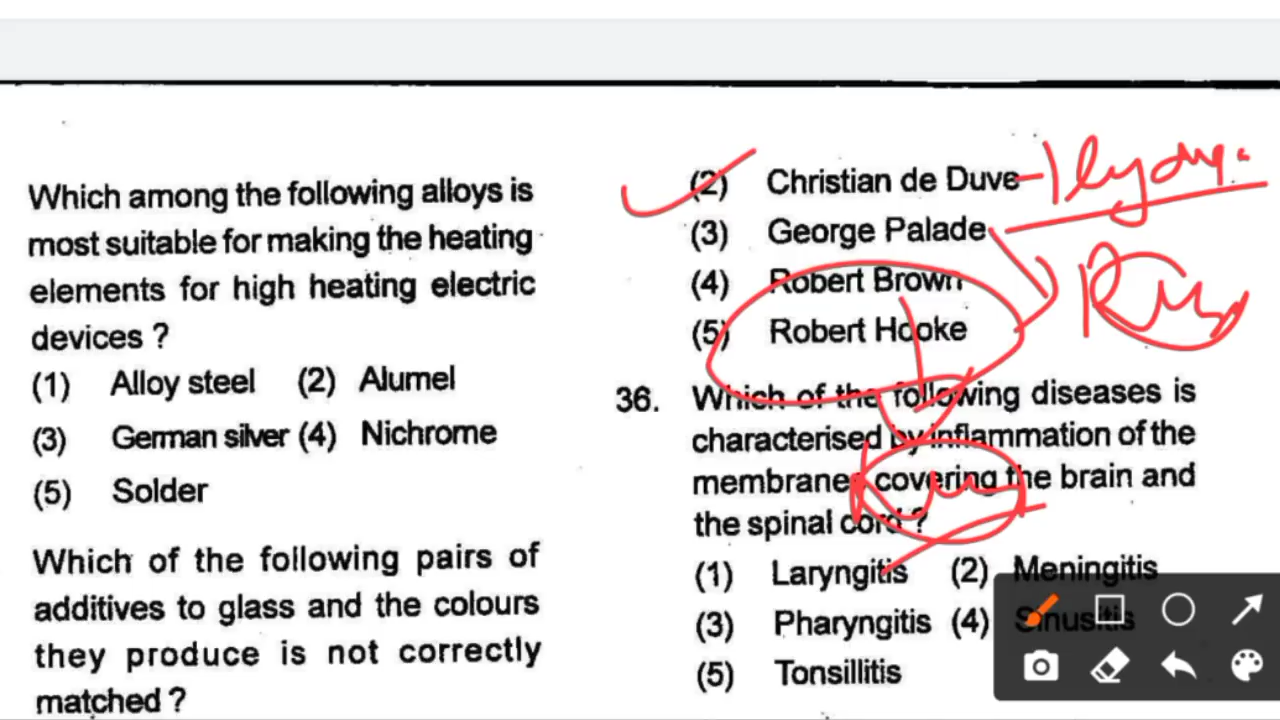 Which among the following alloys is
most suitable for making the heating
elements for high heating electric
devices ?
(1) Alloy steel (2) Alumel
(3) German silver (4) Nichrome
(5) Solder
Which of the following pairs of
additives to glass and the colours
they produce is not correctly
matched ?
(2) Christian de Duve
(3) George Palade
(4) Robert Brown
(5) Robert Hooke
36. Which of the following diseases is
characterised by inflammation of the
membranes covering the brain and
the spinal cord ?
(1) Laryngitis (2) Meningitis
(3) Pharyngitis (4) Sinusitis
(5) Tonsillitis